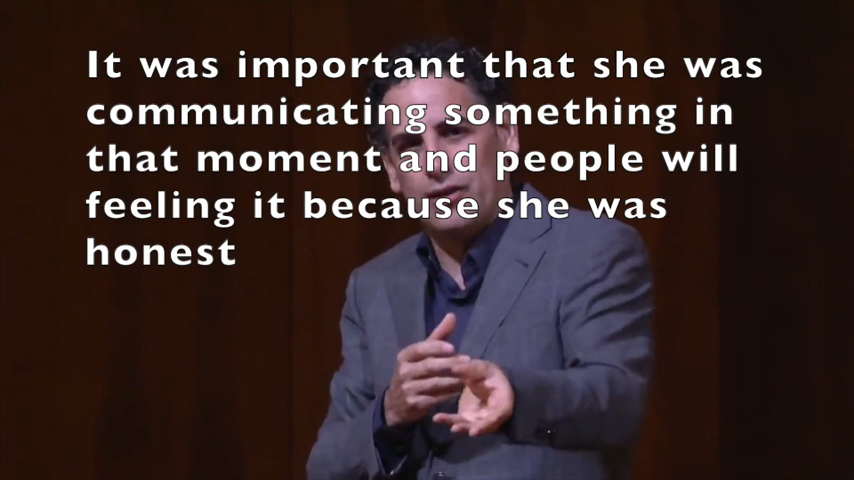 It was important that she was
communicating something in
that moment and people will
feeling it because she was
honest